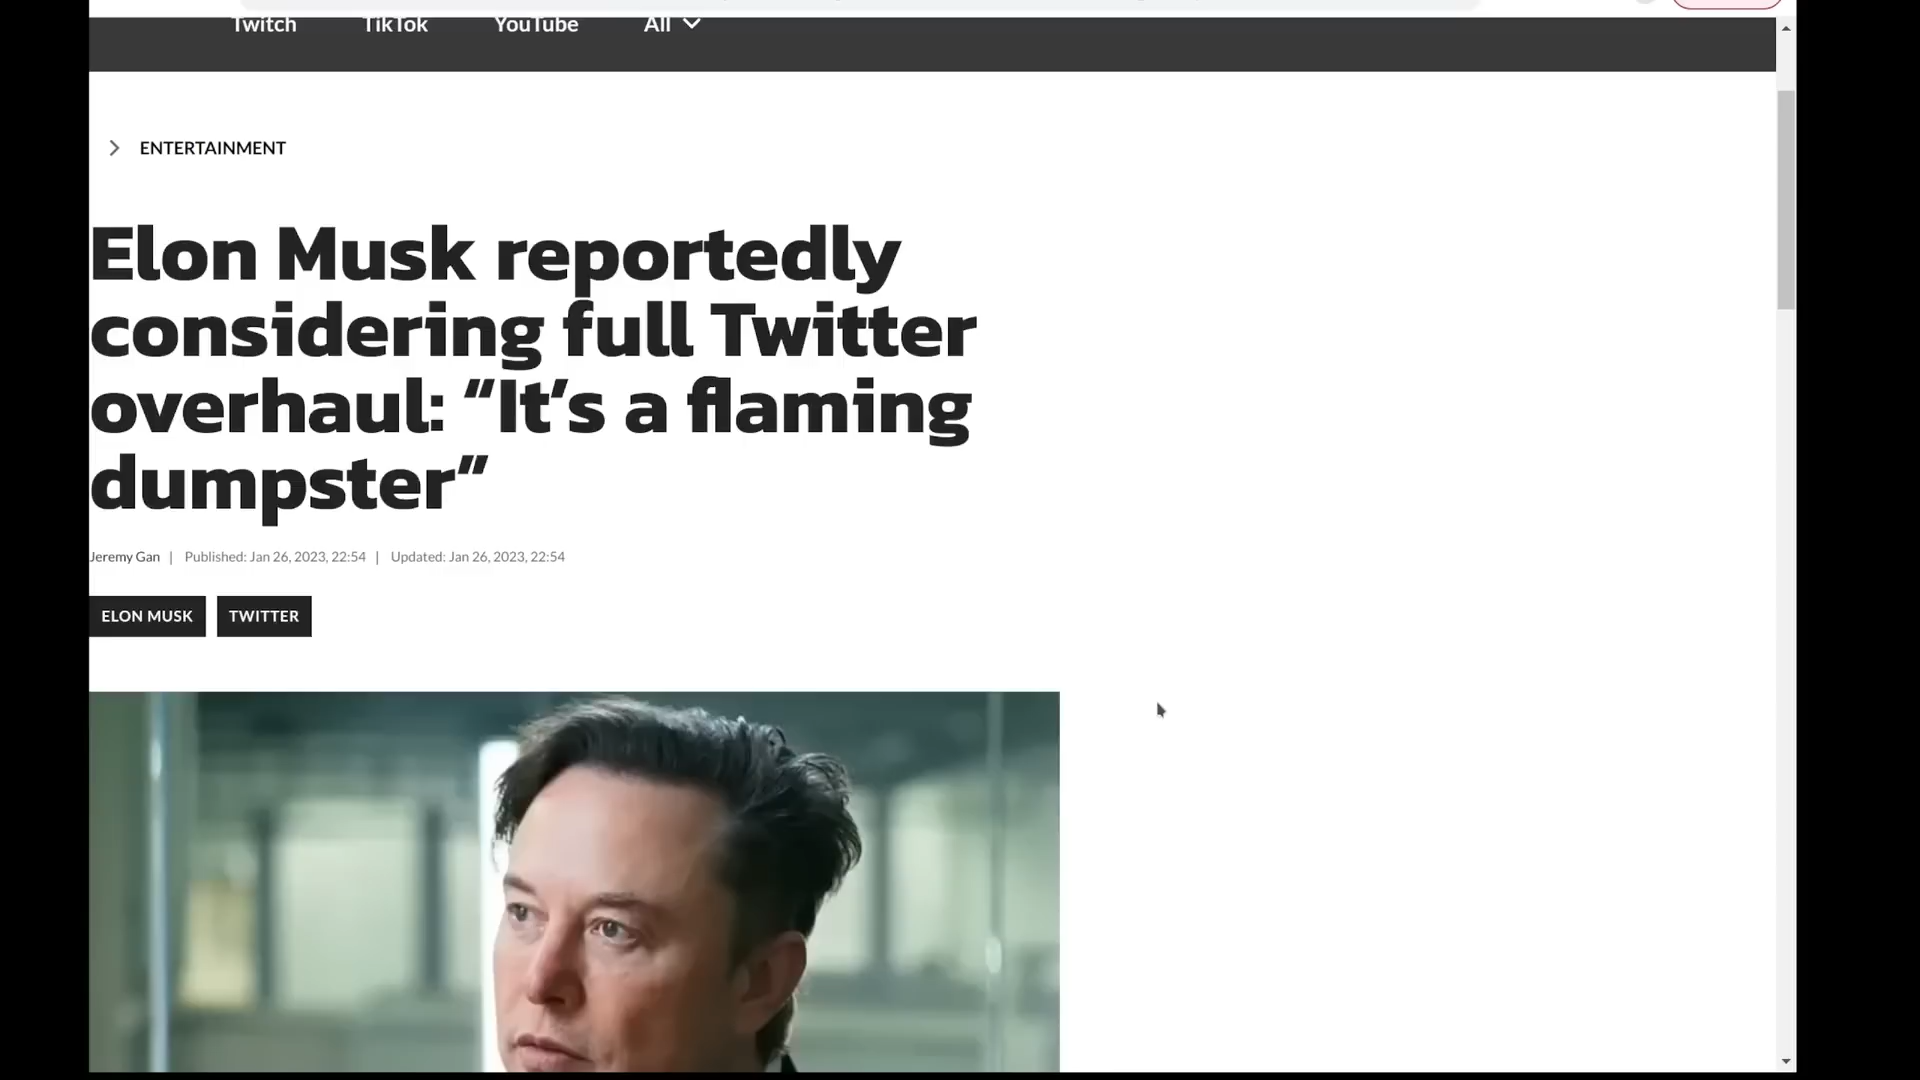 Twitch TikTok YouTube All
ENTERTAINMENT
Elon Musk reportedly
considering full Twitter
overhaul: “It’s a flaming
dumpster”
Jeremy Gan | Published: Jan 26, 2023, 22:54 | Updated: Jan 26, 2023, 22:54
ELON MUSK TWITTER